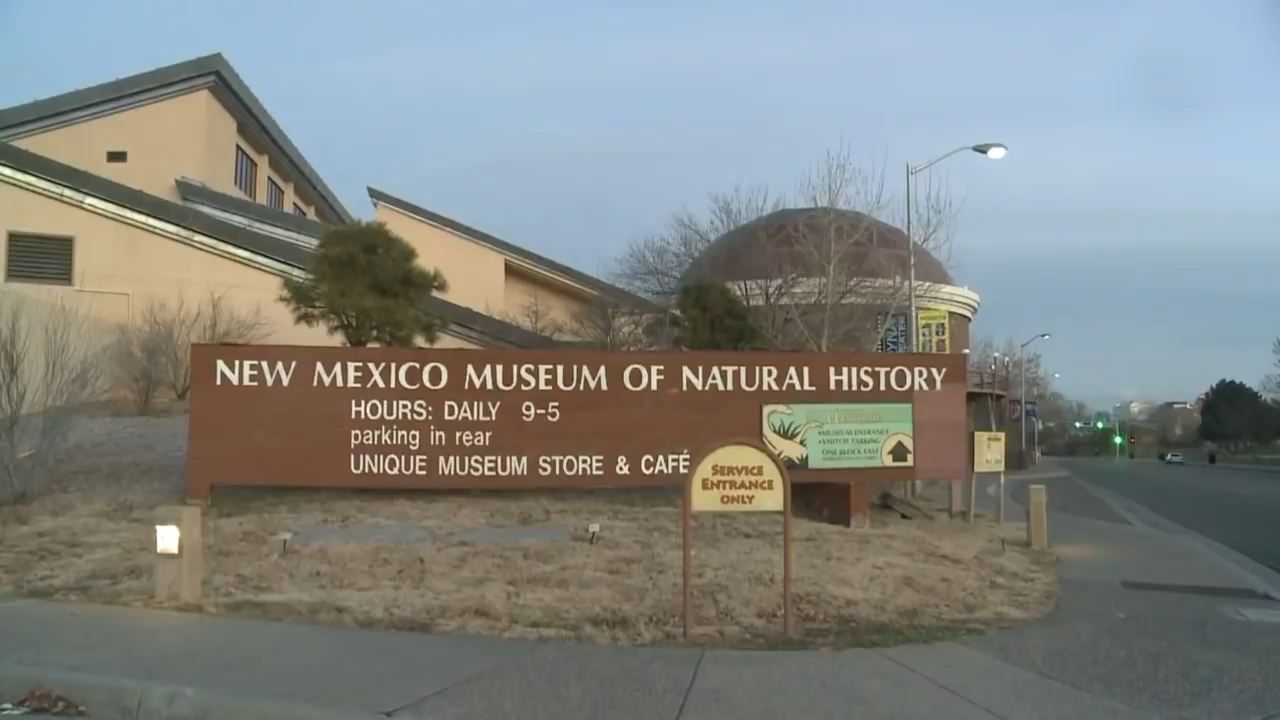 NEW MEXICO MUSEUM OF NATURAL HISTORY
HOURS: DAILY 9-5
parking in rear
UNIQUE MUSEUM STORE & CAFÉ
Welcome
•MUSEUM ENTRANCE
•VISITOR PARKING
ONE BLOCK EAST
SERVICE
ENTRANCE
ONLY